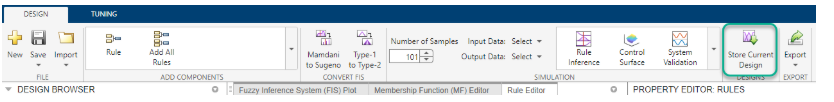 DESIGN TUNING
New Save Import Rule Add All Rules Mamdani to Sugeno Type-1 to Type-2 Number of Samples 101 Input Data: Select Output Data: Select Rule Inference Control Surface System Validation Store Current Design Export
FILE ADD COMPONENTS CONVERT FIS SIMULATION DESIGNS EXPORT
DESIGN BROWSER Fuzzy Inference System (FIS) Plot Membership Function (MF) Editor Rule Editor PROPERTY EDITOR: RULES